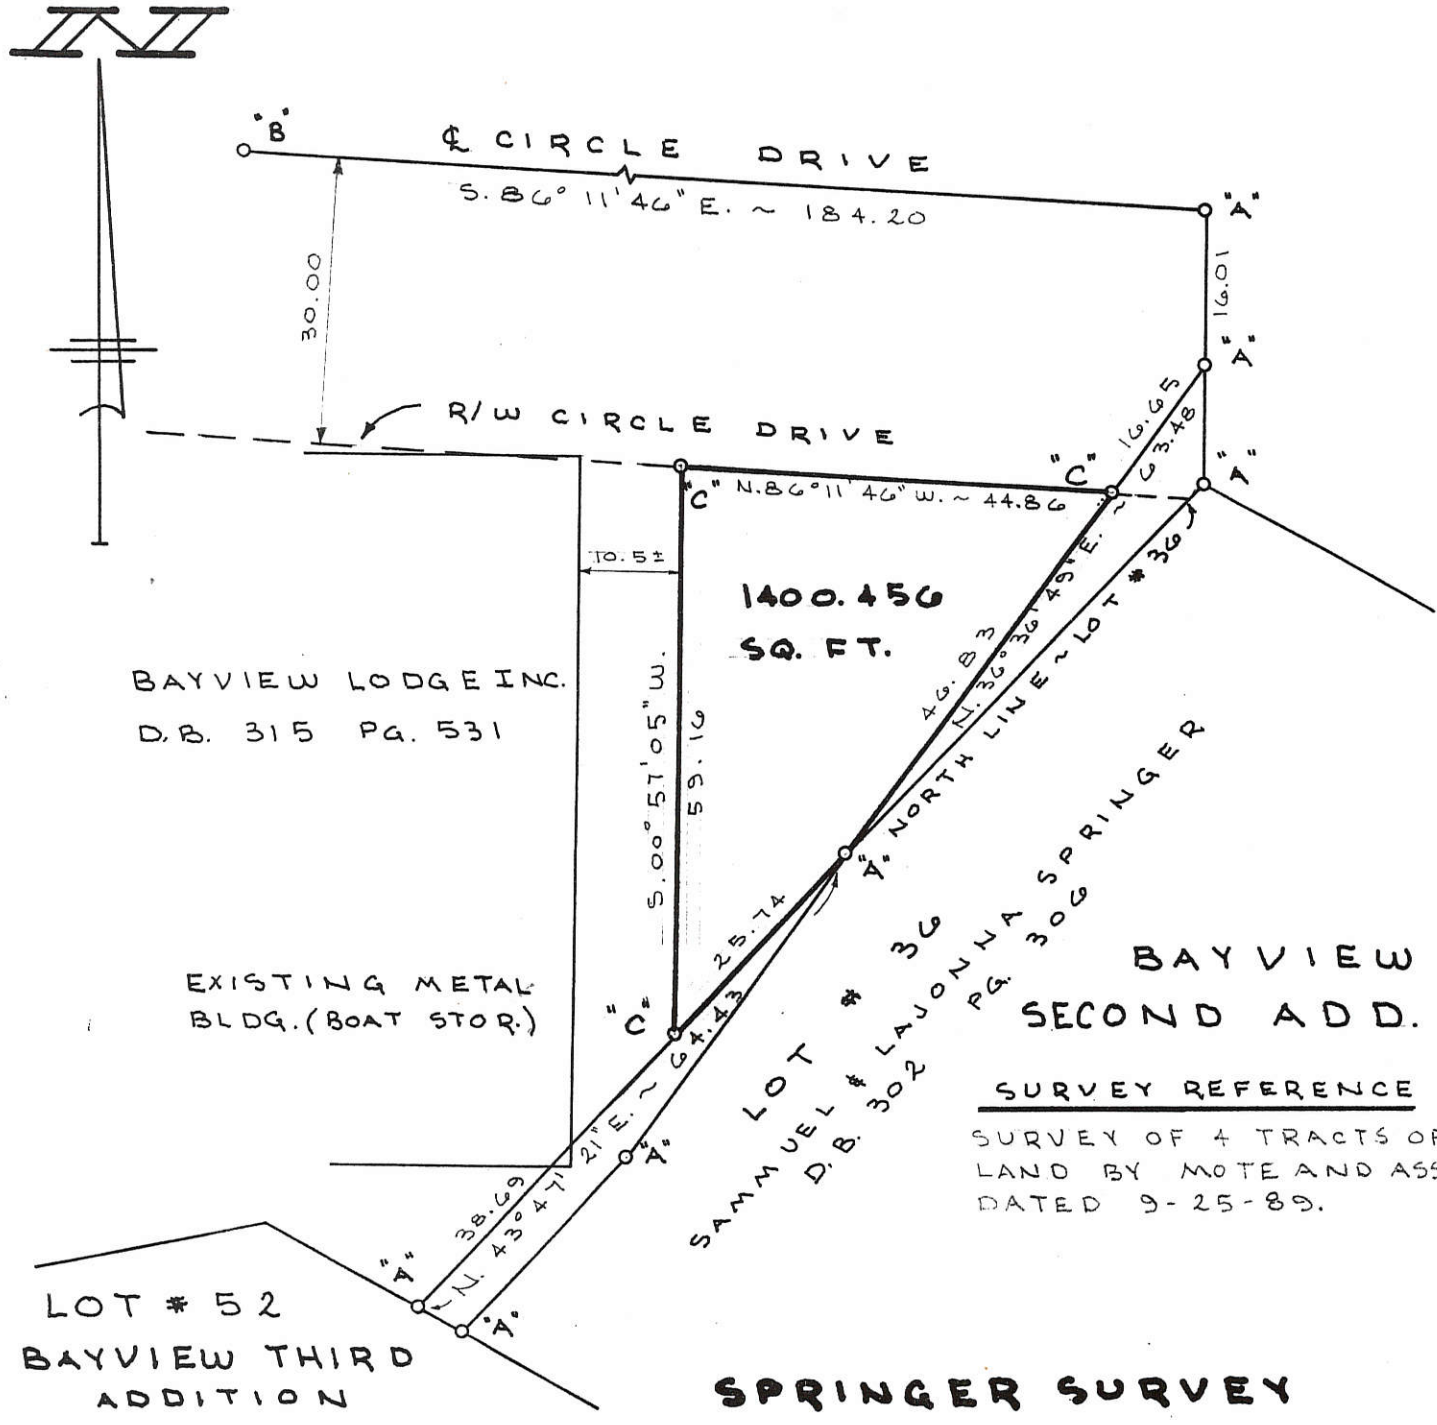 N
"B"
℄ CIRCLE DRIVE
S. 86° 11' 46" E. ~ 184.20
"A"
30.00
16.01
"A"
R/W CIRCLE DRIVE
16.65
63.48
"C"
"A"
"C"
N. 86° 11' 46" W. ~ 44.86
10.5±
1400.456
SQ. FT.
46.83
N. 36° 36' 49" E. ~
NORTH LINE ~ LOT # 36
BAYVIEW LODGE INC.
D.B. 315 PG. 531
S. 00° 57' 05" W.
59.16
"A"
25.74
EXISTING METAL
BLDG. (BOAT STOR.)
"C"
LOT # 36
SAMMUEL & LAJONNA SPRINGER
D.B. 302 PG. 306
BAYVIEW
SECOND ADD.
SURVEY REFERENCE
SURVEY OF 4 TRACTS OF
LAND BY MOTE AND ASS
DATED 9-25-89.
"A"
38.69
N. 43° 47' 21" E. ~ 64.43
"A"
"A"
LOT # 52
BAYVIEW THIRD
ADDITION
SPRINGER SURVEY